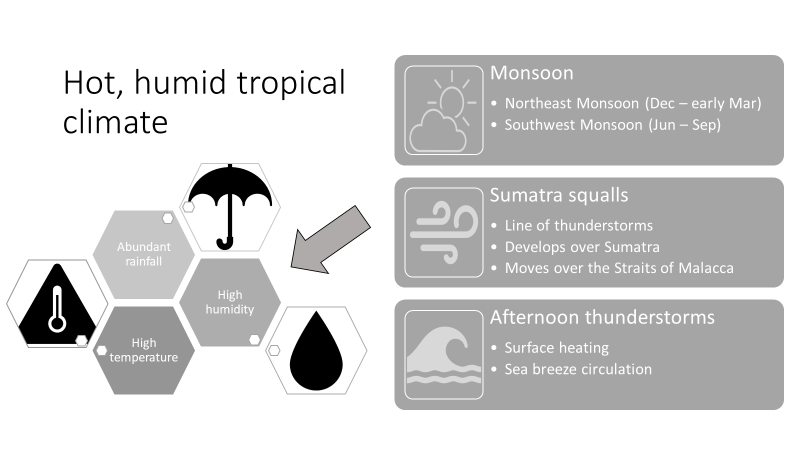 Hot, humid tropical
climate
Abundant
rainfall
High
humidity
High
temperature
Monsoon
• Northeast Monsoon (Dec – early Mar)
• Southwest Monsoon (Jun – Sep)
Sumatra squalls
• Line of thunderstorms
• Develops over Sumatra
• Moves over the Straits of Malacca
Afternoon thunderstorms
• Surface heating
• Sea breeze circulation